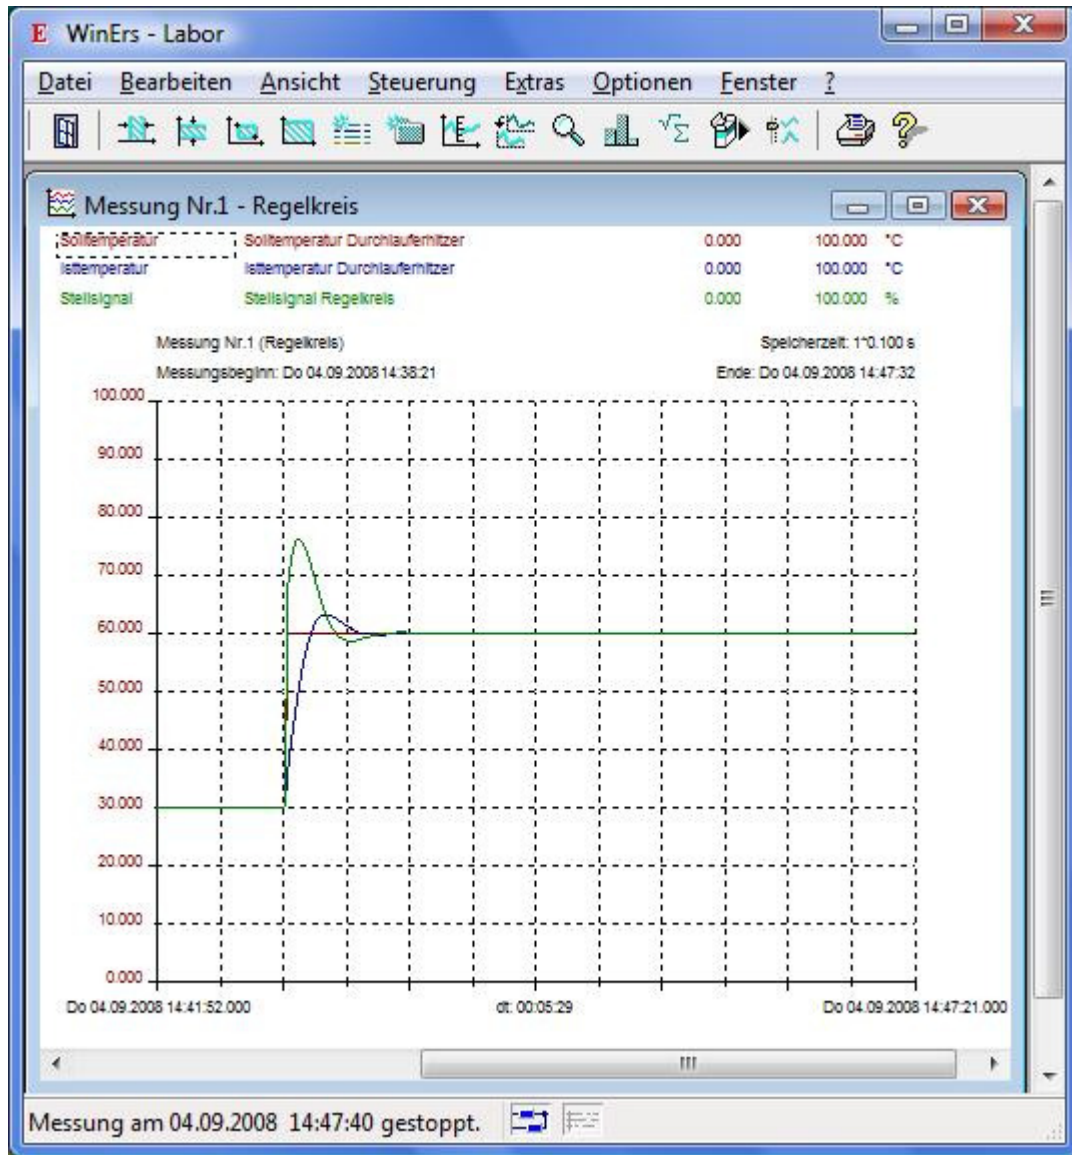 E WinErs - Labor
Datei Bearbeiten Ansicht Steuerung Extras Optionen Fenster ?
Messung Nr.1 - Regelkreis
Solltemperatur Solltemperatur Durchlauferhitzer 0.000 100.000 °C
Isttemperatur Isttemperatur Durchlauferhitzer 0.000 100.000 °C
Stellsignal Stellsignal Regelkreis 0.000 100.000 %
Messung Nr.1 (Regelkreis) Speicherzeit: 1*0.100 s
Messungsbeginn: Do 04.09.2008 14:38:21 Ende: Do 04.09.2008 14:47:32
100.000
90.000
80.000
70.000
60.000
50.000
40.000
30.000
20.000
10.000
0.000
Do 04.09.2008 14:41:52.000 dt: 00:05:29 Do 04.09.2008 14:47:21.000
Messung am 04.09.2008 14:47:40 gestoppt.